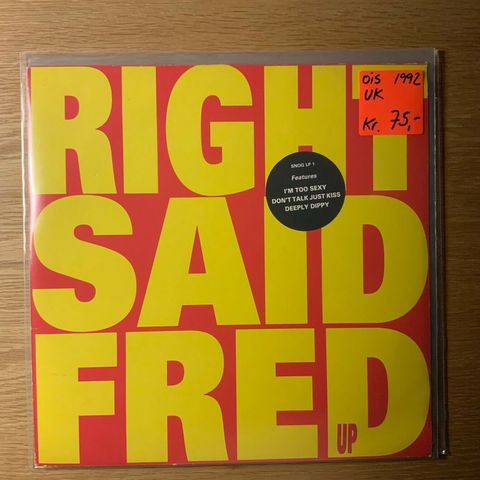 RIGHT
SAID
FRED
UP
ois 1992
UK
Kr. 75,-
SNOG LP 1
Features
I'M TOO SEXY
DON'T TALK JUST KISS
DEEPLY DIPPY